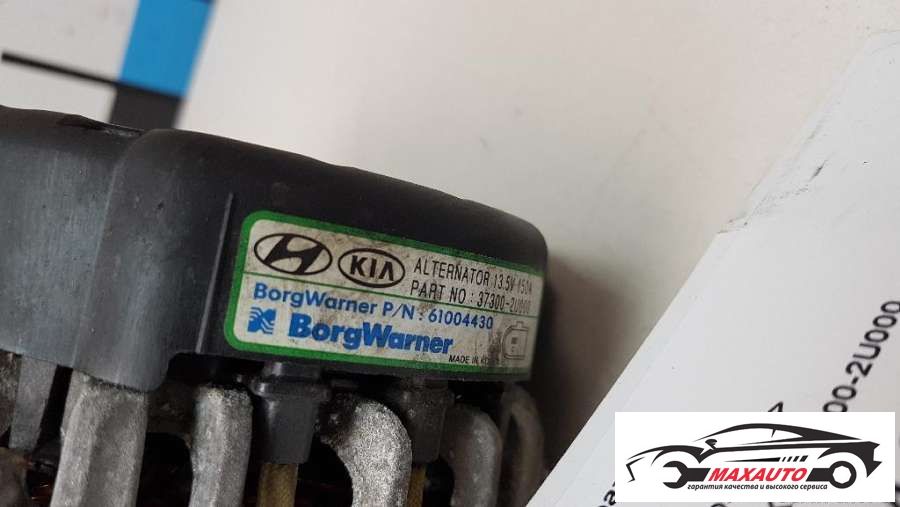 KIA
ALTERNATOR 13.5V 150A
PART NO : 37300-2U000
BorgWarner P/N : 61004430
BorgWarner
MADE IN
00-2U000
MAXAUTO
гарантия качества и высокого сервиса